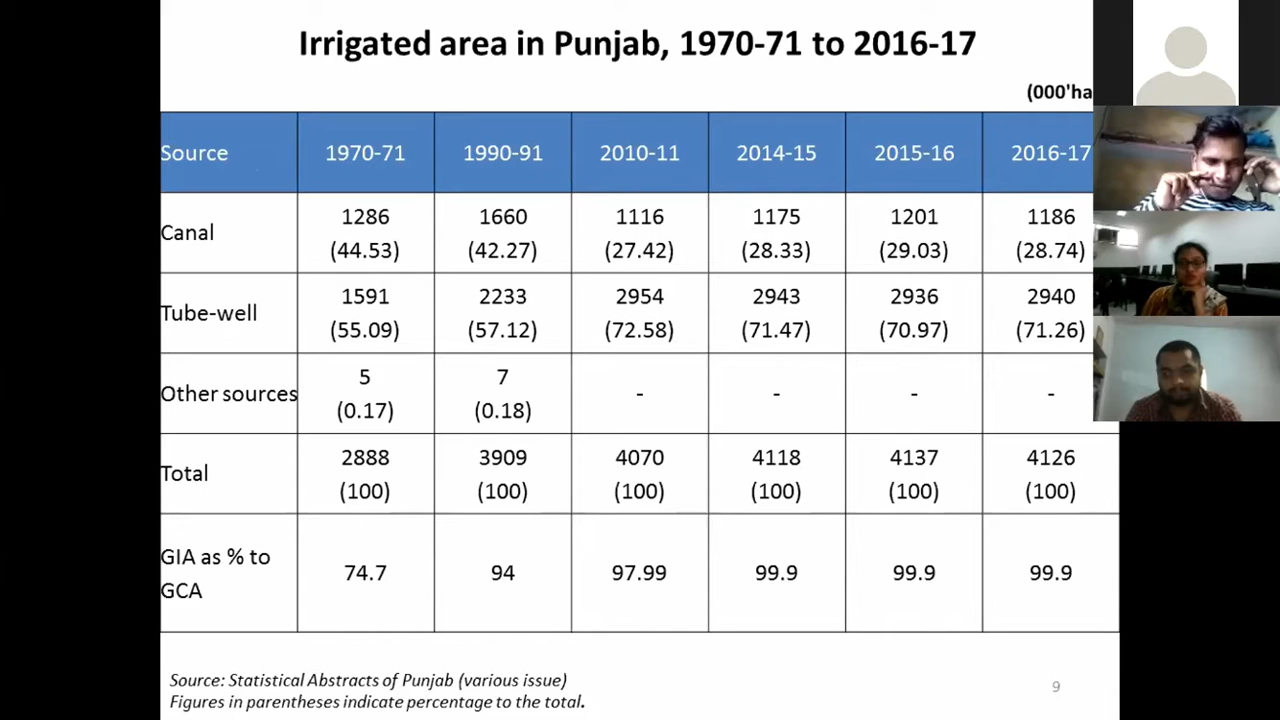 Irrigated area in Punjab, 1970-71 to 2016-17
(000'ha
Source 1970-71 1990-91 2010-11 2014-15 2015-16 2016-17
Canal 1286 1660 1116 1175 1201 1186
(44.53) (42.27) (27.42) (28.33) (29.03) (28.74)
Tube-well 1591 2233 2954 2943 2936 2940
(55.09) (57.12) (72.58) (71.47) (70.97) (71.26)
Other sources 5 7 - - - -
(0.17) (0.18)
Total 2888 3909 4070 4118 4137 4126
(100) (100) (100) (100) (100) (100)
GIA as % to
GCA 74.7 94 97.99 99.9 99.9 99.9
Source: Statistical Abstracts of Punjab (various issue)
Figures in parentheses indicate percentage to the total.
9